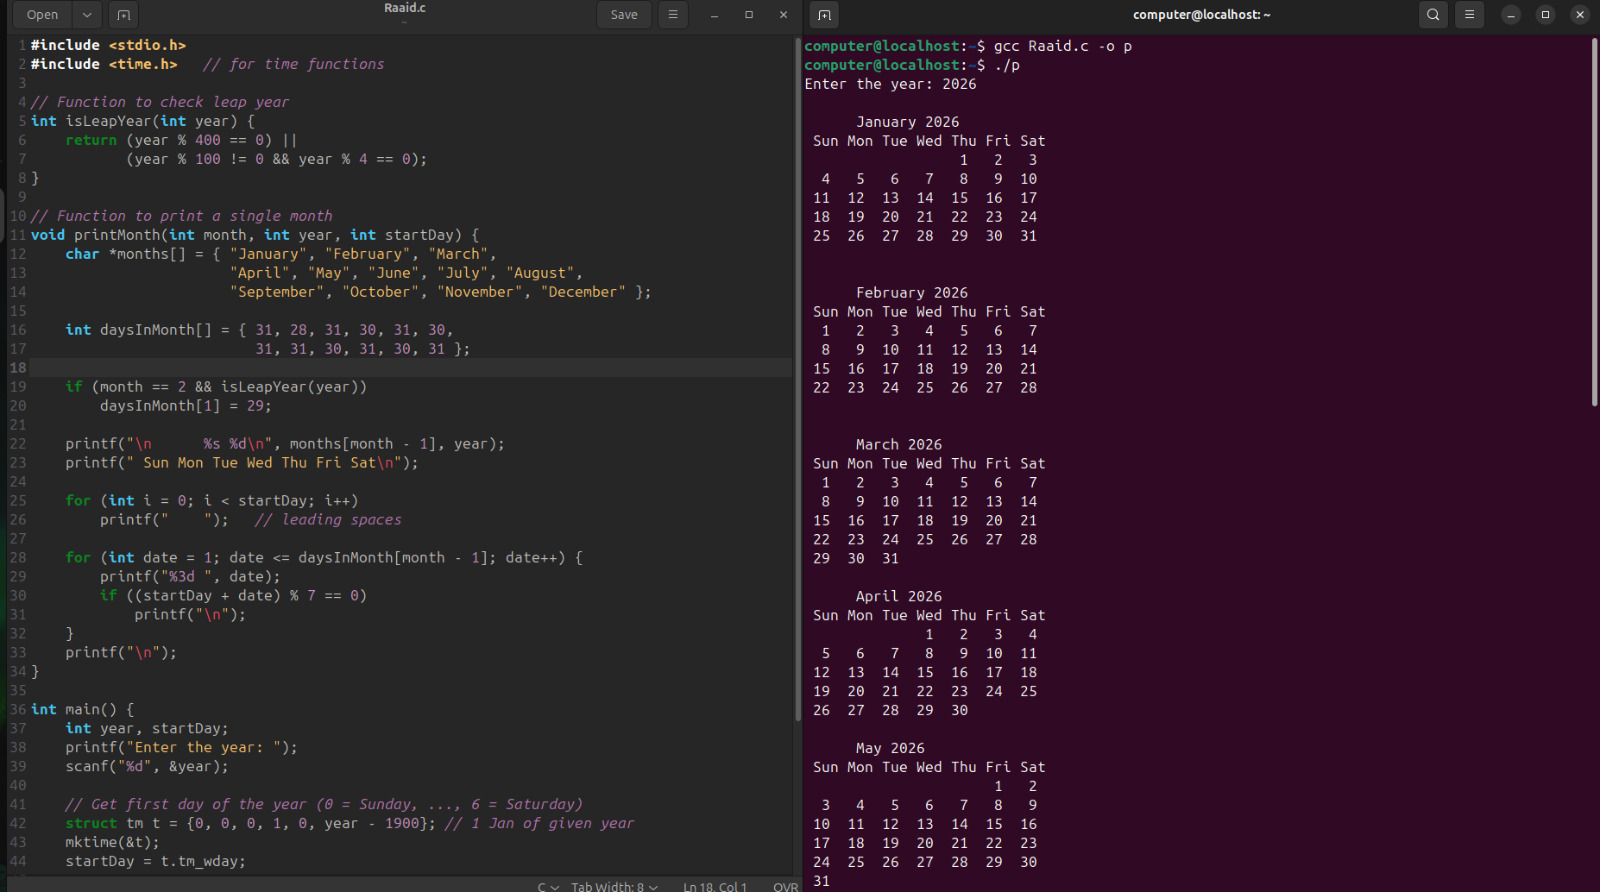 Open
Raaid.c
~
Save
1 #include <stdio.h>
2 #include <time.h>   // for time functions
3
4 // Function to check leap year
5 int isLeapYear(int year) {
6     return (year % 400 == 0) ||
7            (year % 100 != 0 && year % 4 == 0);
8 }
9
10 // Function to print a single month
11 void printMonth(int month, int year, int startDay) {
12     char *months[] = { "January", "February", "March",
13                        "April", "May", "June", "July", "August",
14                        "September", "October", "November", "December" };
15
16     int daysInMonth[] = { 31, 28, 31, 30, 31, 30,
17                           31, 31, 30, 31, 30, 31 };
18
19     if (month == 2 && isLeapYear(year))
20         daysInMonth[1] = 29;
21
22     printf("\n      %s %d\n", months[month - 1], year);
23     printf(" Sun Mon Tue Wed Thu Fri Sat\n");
24
25     for (int i = 0; i < startDay; i++)
26         printf("    ");   // leading spaces
27
28     for (int date = 1; date <= daysInMonth[month - 1]; date++) {
29         printf("%3d ", date);
30         if ((startDay + date) % 7 == 0)
31             printf("\n");
32     }
33     printf("\n");
34 }
35
36 int main() {
37     int year, startDay;
38     printf("Enter the year: ");
39     scanf("%d", &year);
40
41     // Get first day of the year (0 = Sunday, ..., 6 = Saturday)
42     struct tm t = {0, 0, 0, 1, 0, year - 1900}; // 1 Jan of given year
43     mktime(&t);
44     startDay = t.tm_wday;
C   Tab Width: 8   Ln 18, Col 1   OVR
computer@localhost: ~
computer@localhost:~$ gcc Raaid.c -o p
computer@localhost:~$ ./p
Enter the year: 2026
January 2026
Sun Mon Tue Wed Thu Fri Sat
1 2 3
4 5 6 7 8 9 10
11 12 13 14 15 16 17
18 19 20 21 22 23 24
25 26 27 28 29 30 31
February 2026
Sun Mon Tue Wed Thu Fri Sat
1 2 3 4 5 6 7
8 9 10 11 12 13 14
15 16 17 18 19 20 21
22 23 24 25 26 27 28
March 2026
Sun Mon Tue Wed Thu Fri Sat
1 2 3 4 5 6 7
8 9 10 11 12 13 14
15 16 17 18 19 20 21
22 23 24 25 26 27 28
29 30 31
April 2026
Sun Mon Tue Wed Thu Fri Sat
1 2 3 4
5 6 7 8 9 10 11
12 13 14 15 16 17 18
19 20 21 22 23 24 25
26 27 28 29 30
May 2026
Sun Mon Tue Wed Thu Fri Sat
1 2
3 4 5 6 7 8 9
10 11 12 13 14 15 16
17 18 19 20 21 22 23
24 25 26 27 28 29 30
31